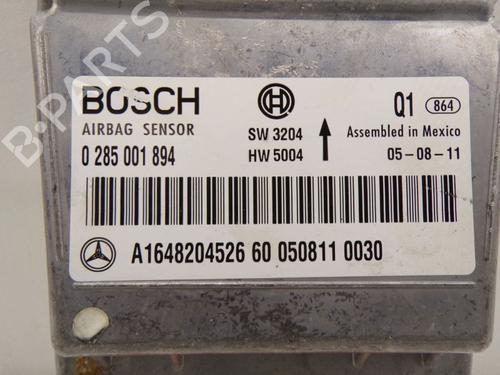 B-PARTS
BOSCH
AIRBAG SENSOR
0 285 001 894
SW 3204
HW 5004
Q1 864
Assembled in Mexico
05-08-11
A1648204526 60 050811 0030